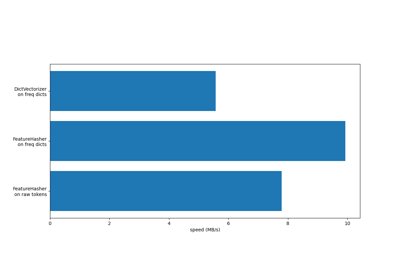 DictVectorizer
on freq dicts
FeatureHasher
on freq dicts
FeatureHasher
on raw tokens
0 2 4 6 8 10
speed (MB/s)